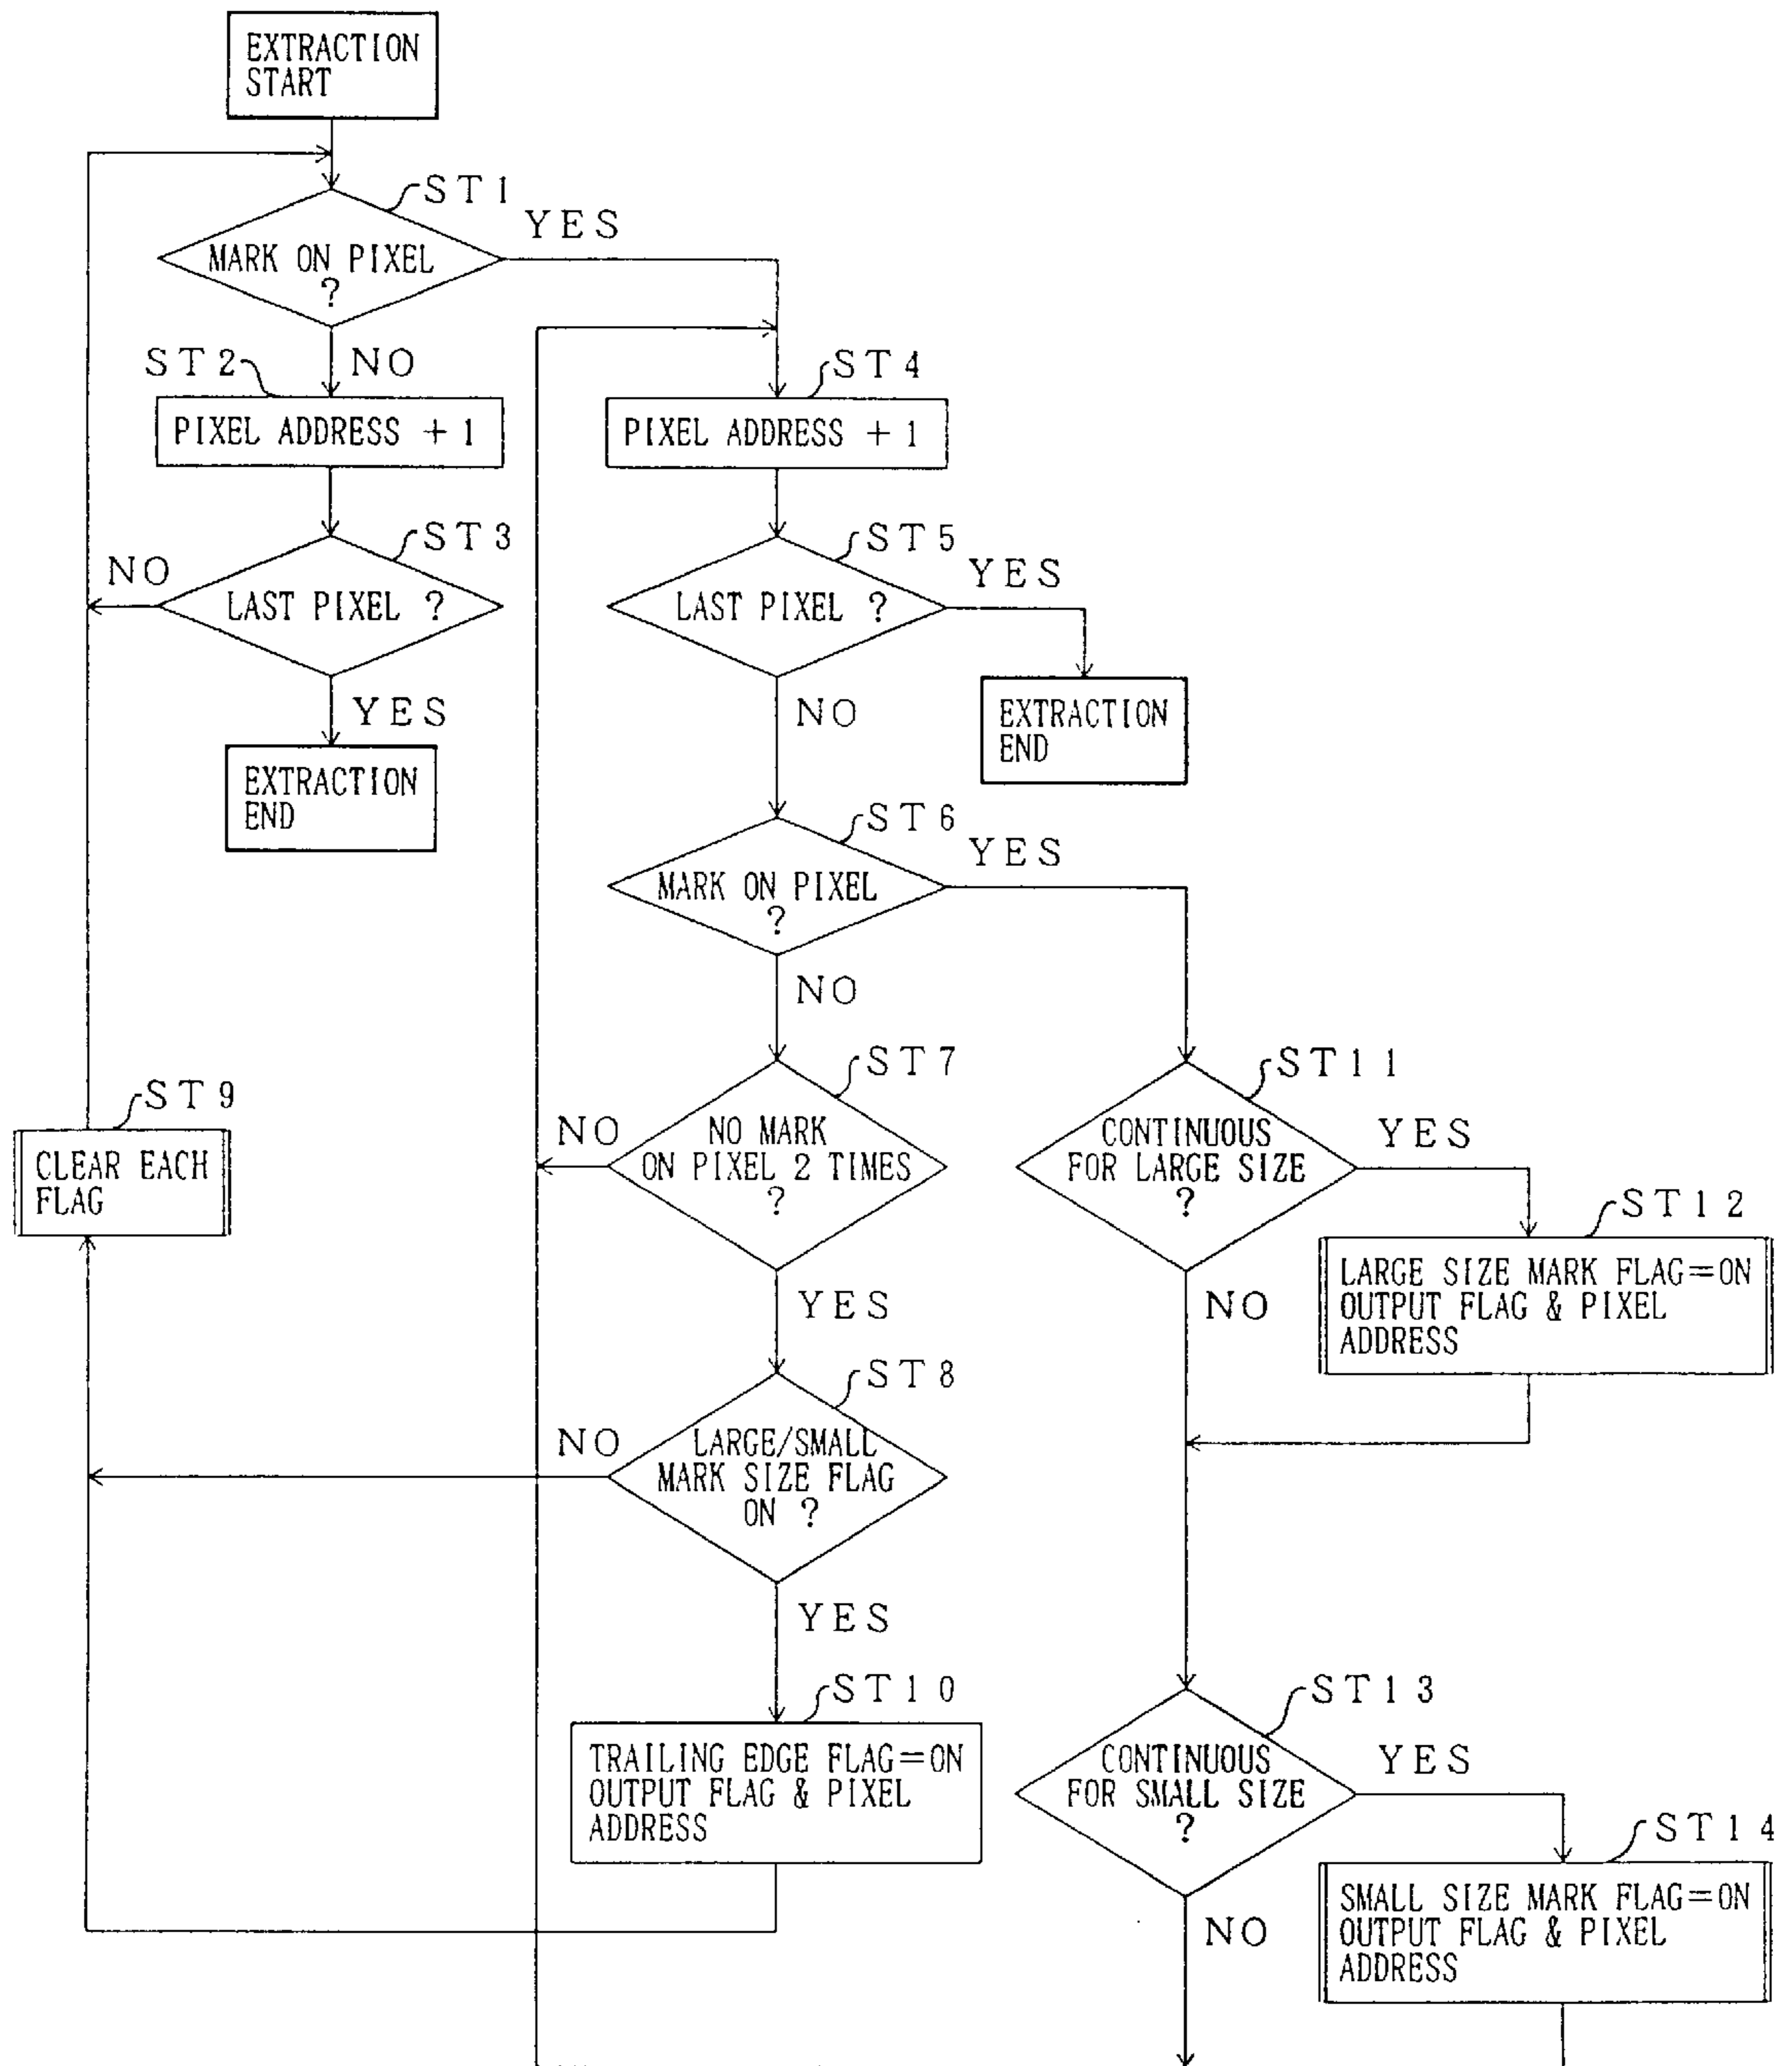 EXTRACTION
START
ST1
YES
MARK ON PIXEL
?
NO
ST2
PIXEL ADDRESS +1
ST3
NO
LAST PIXEL ?
YES
EXTRACTION
END
ST4
PIXEL ADDRESS +1
ST5
YES
LAST PIXEL ?
NO
EXTRACTION
END
ST6
YES
MARK ON PIXEL
?
NO
ST7
NO
NO MARK
ON PIXEL 2 TIMES
?
YES
ST8
NO
LARGE/SMALL
MARK SIZE FLAG
ON ?
YES
ST9
CLEAR EACH
FLAG
ST10
TRAILING EDGE FLAG=ON
OUTPUT FLAG & PIXEL
ADDRESS
ST11
CONTINUOUS
FOR LARGE SIZE
?
YES
NO
ST12
LARGE SIZE MARK FLAG=ON
OUTPUT FLAG & PIXEL
ADDRESS
ST13
CONTINUOUS
FOR SMALL SIZE
?
YES
NO
ST14
SMALL SIZE MARK FLAG=ON
OUTPUT FLAG & PIXEL
ADDRESS